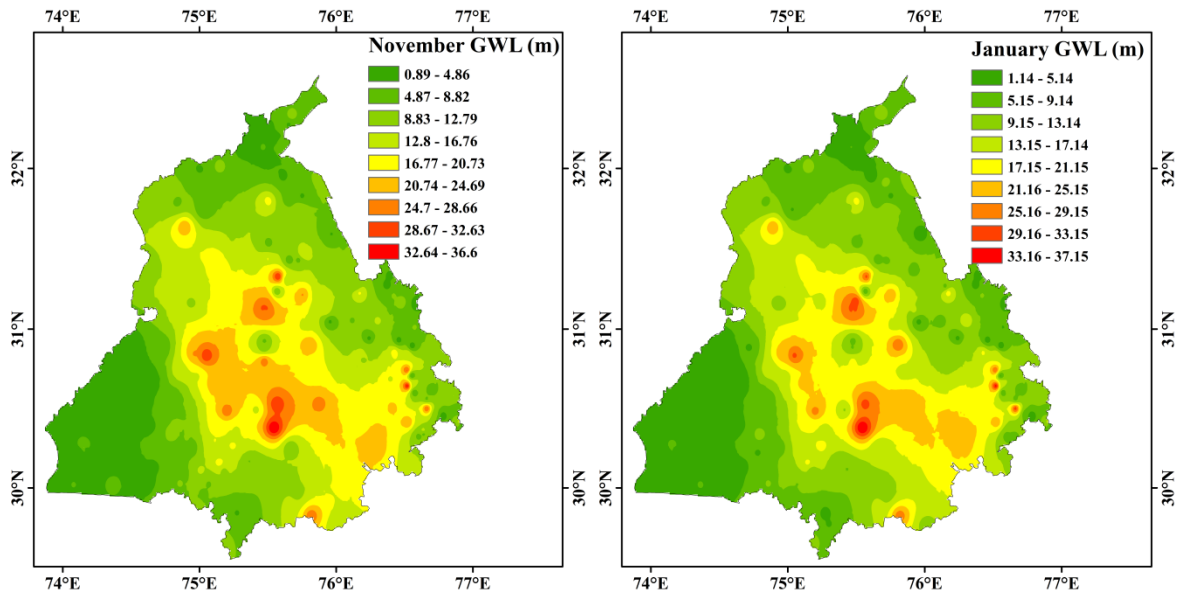 74°E 75°E 76°E 77°E
November GWL (m)
0.89 - 4.86
4.87 - 8.82
8.83 - 12.79
12.8 - 16.76
16.77 - 20.73
20.74 - 24.69
24.7 - 28.66
28.67 - 32.63
32.64 - 36.6
32°N
31°N
30°N
32°N
31°N
30°N
74°E 75°E 76°E 77°E
74°E 75°E 76°E 77°E
January GWL (m)
1.14 - 5.14
5.15 - 9.14
9.15 - 13.14
13.15 - 17.14
17.15 - 21.15
21.16 - 25.15
25.16 - 29.15
29.16 - 33.15
33.16 - 37.15
32°N
31°N
30°N
32°N
31°N
30°N
74°E 75°E 76°E 77°E